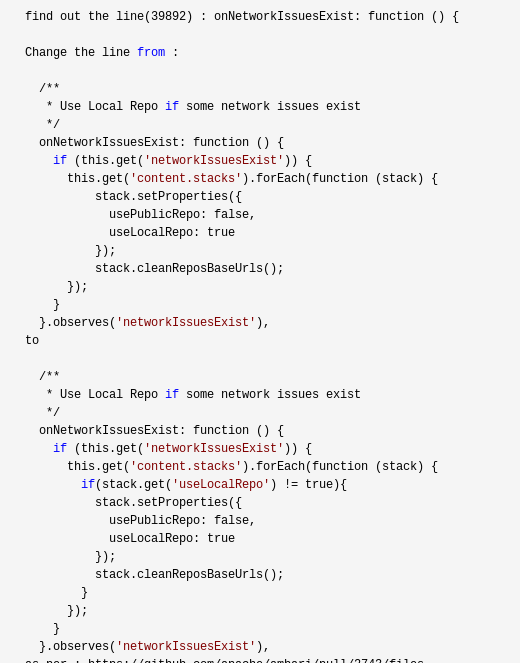 find out the line(39892) : onNetworkIssuesExist: function () {

Change the line from :

  /**
   * Use Local Repo if some network issues exist
   */
  onNetworkIssuesExist: function () {
    if (this.get('networkIssuesExist')) {
      this.get('content.stacks').forEach(function (stack) {
          stack.setProperties({
            usePublicRepo: false,
            useLocalRepo: true
          });
          stack.cleanReposBaseUrls();
      });
    }
  }.observes('networkIssuesExist'),
to

  /**
   * Use Local Repo if some network issues exist
   */
  onNetworkIssuesExist: function () {
    if (this.get('networkIssuesExist')) {
      this.get('content.stacks').forEach(function (stack) {
        if(stack.get('useLocalRepo') != true){
          stack.setProperties({
            usePublicRepo: false,
            useLocalRepo: true
          });
          stack.cleanReposBaseUrls();
        }
      });
    }
  }.observes('networkIssuesExist'),
as per : https://github.com/apache/ambari/pull/2743/files